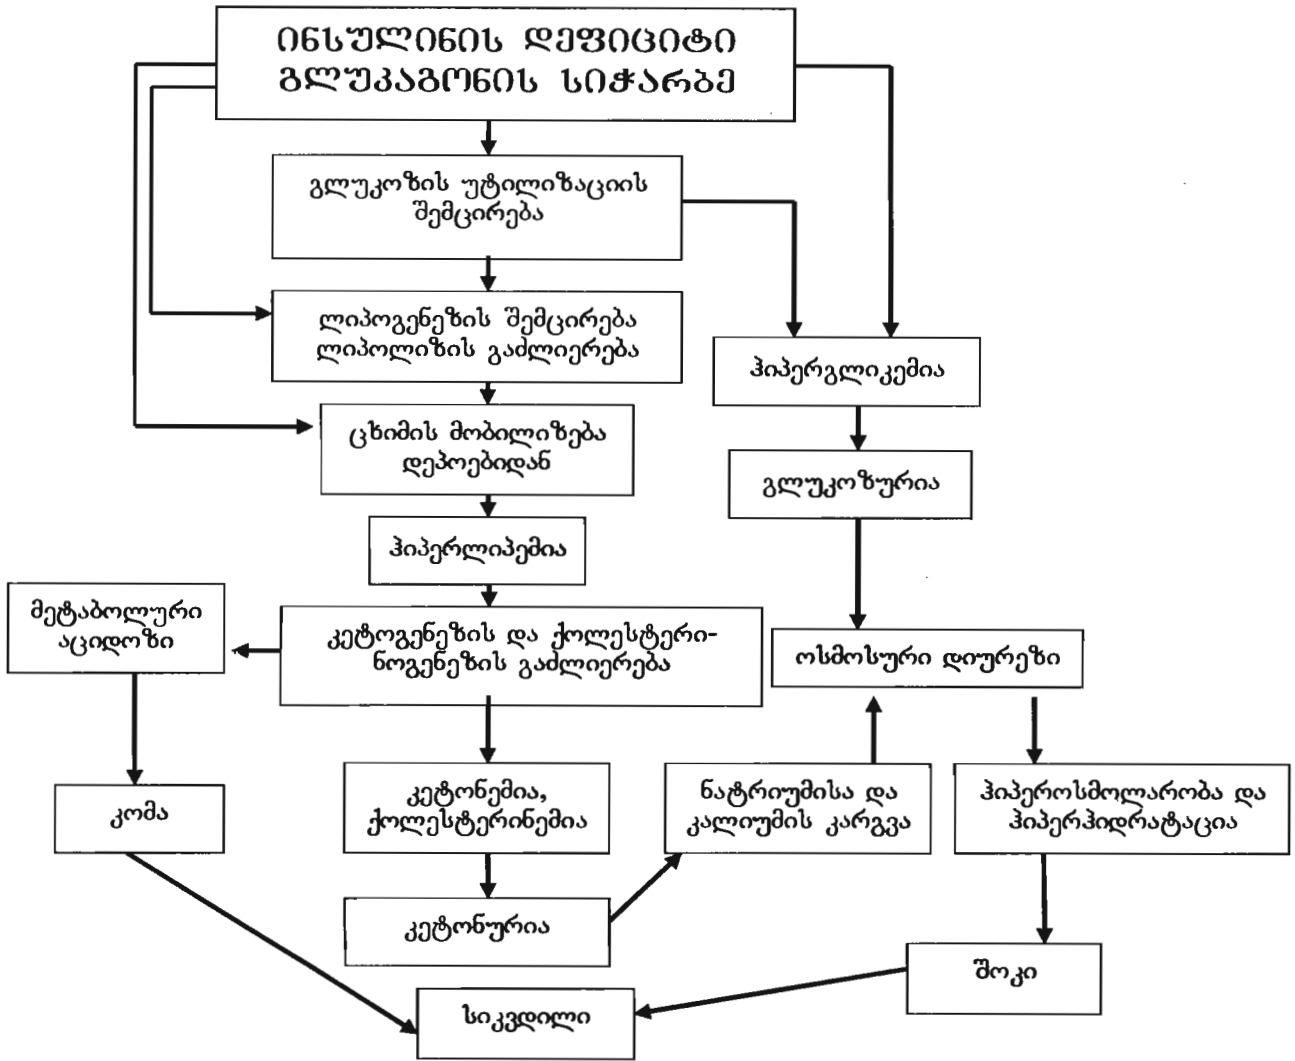 ინსულინის დეფიციტი
გლუკაგონის სიჭარბე
გლუკოზის უტილიზაციის
შემცირება
ლიპოგენეზის შემცირება
ლიპოლიზის გაძლიერება
ჰიპერგლიკემია
ცხიმის მობილიზება
დეპოებიდან
გლუკოზურია
ჰიპერლიპემია
მეტაბოლური
აციდოზი
კეტოგენეზის და ქოლესტერი-
ნოგენეზის გაძლიერება
ოსმოსური დიურეზი
კომა
კეტონემია,
ქოლესტერინემია
ნატრიუმისა და
კალიუმის კარგვა
ჰიპეროსმოლარობა და
ჰიპერჰიდრატაცია
კეტონურია
შოკი
სიკვდილი